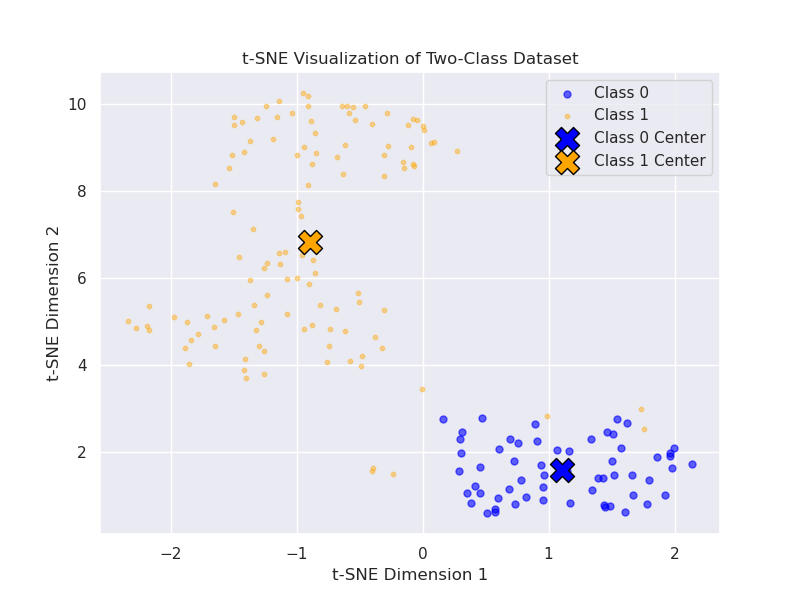 t-SNE Visualization of Two-Class Dataset
Class 0
Class 1
Class 0 Center
Class 1 Center
10
8
6
4
2
t-SNE Dimension 2
−2
−1
0
1
2
t-SNE Dimension 1